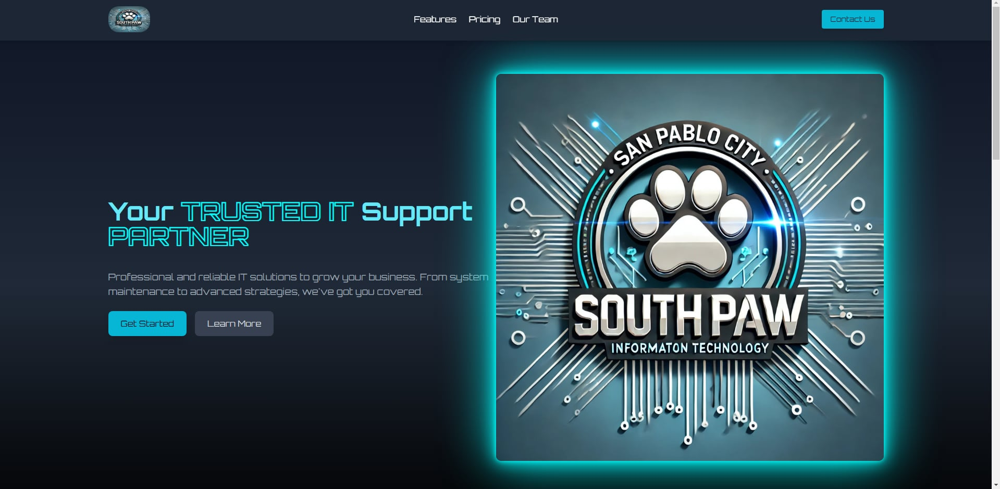 SOUTH PAW
Features
Pricing
Our Team
Contact Us
Your TRUSTED IT Support
PARTNER
Professional and reliable IT solutions to grow your business. From system
maintenance to advanced strategies, we've got you covered.
Get Started
Learn More
· SAN PABLO CITY ·
SOUTH PAW
INFORMATON TECHNOLOGY